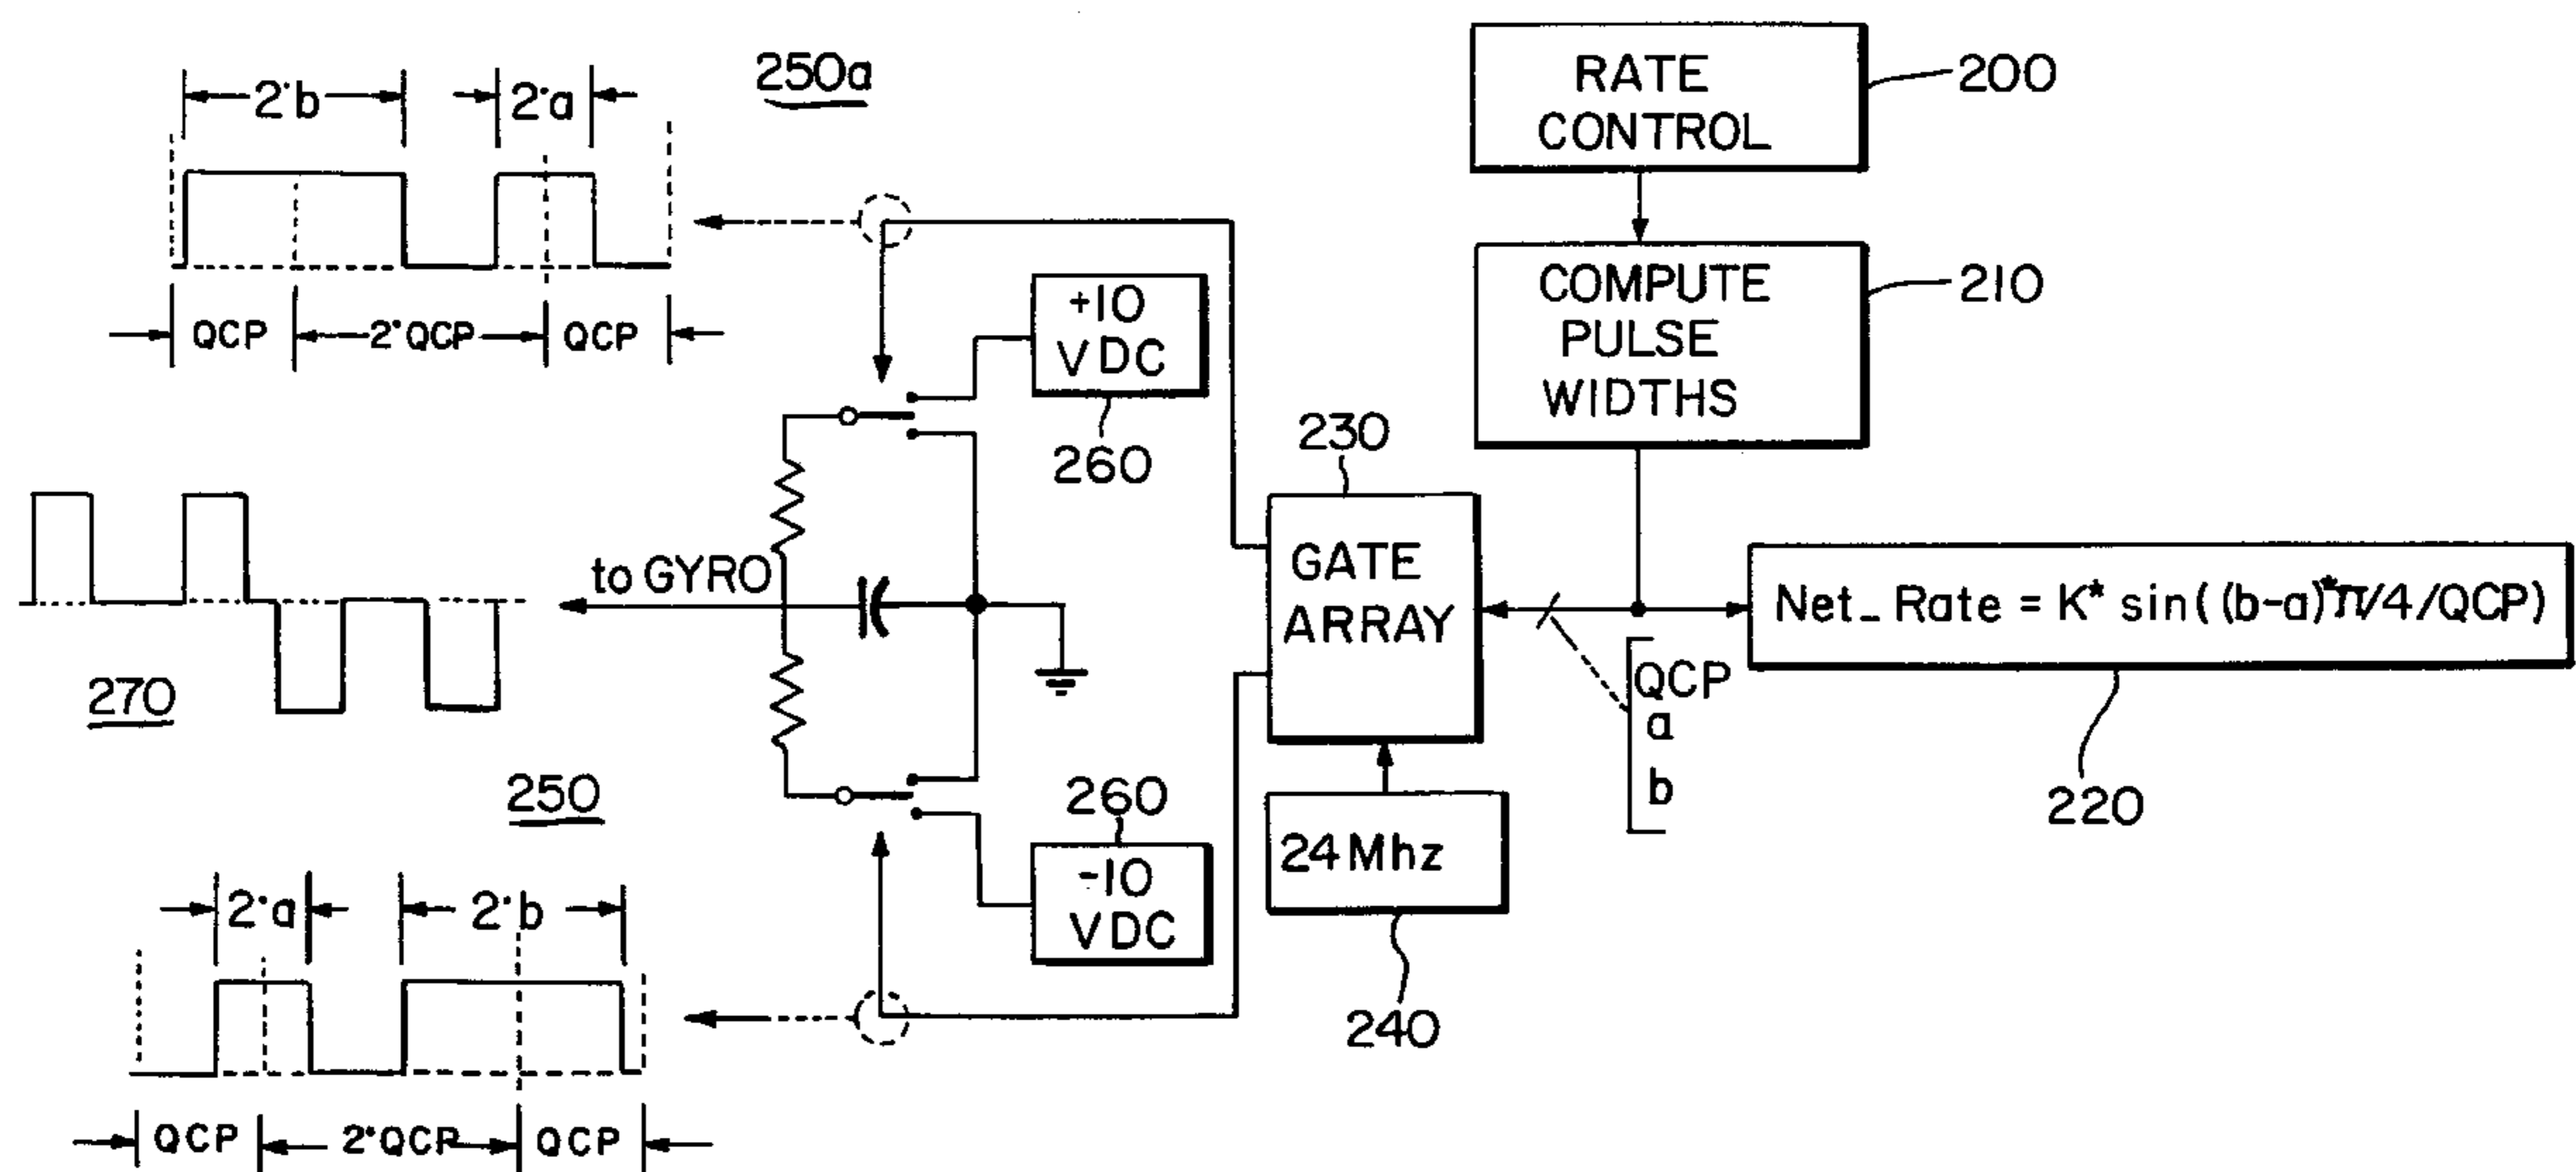 2·b
2·a
250a
QCP
2·QCP
QCP
RATE
CONTROL
200
COMPUTE
PULSE
WIDTHS
210
+10
VDC
260
230
GATE
ARRAY
to GYRO
270
Net_Rate = K* sin((b-a)*π/4/QCP)
220
QCP
a
b
24Mhz
240
260
-10
VDC
250
2·a
2·b
QCP
2·QCP
QCP